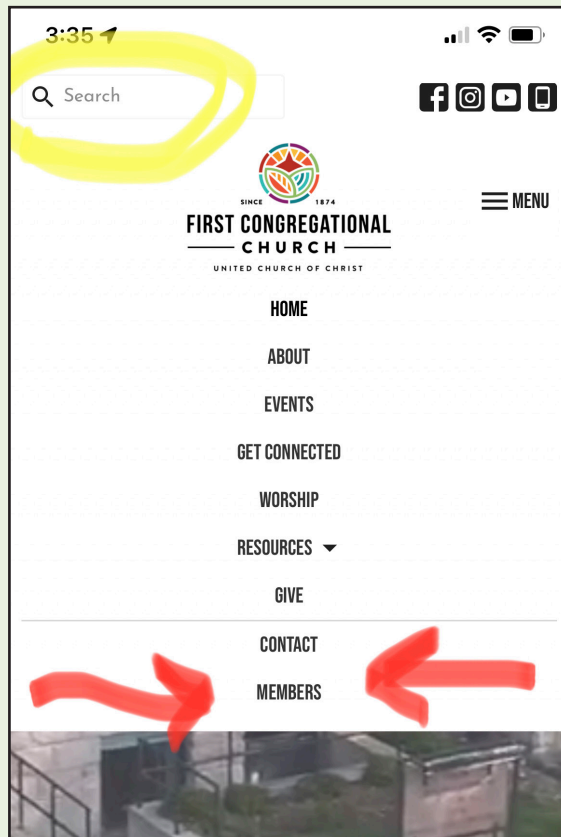 3:35
Search
SINCE 1874
FIRST CONGREGATIONAL
CHURCH
UNITED CHURCH OF CHRIST
MENU
HOME
ABOUT
EVENTS
GET CONNECTED
WORSHIP
RESOURCES
GIVE
CONTACT
MEMBERS